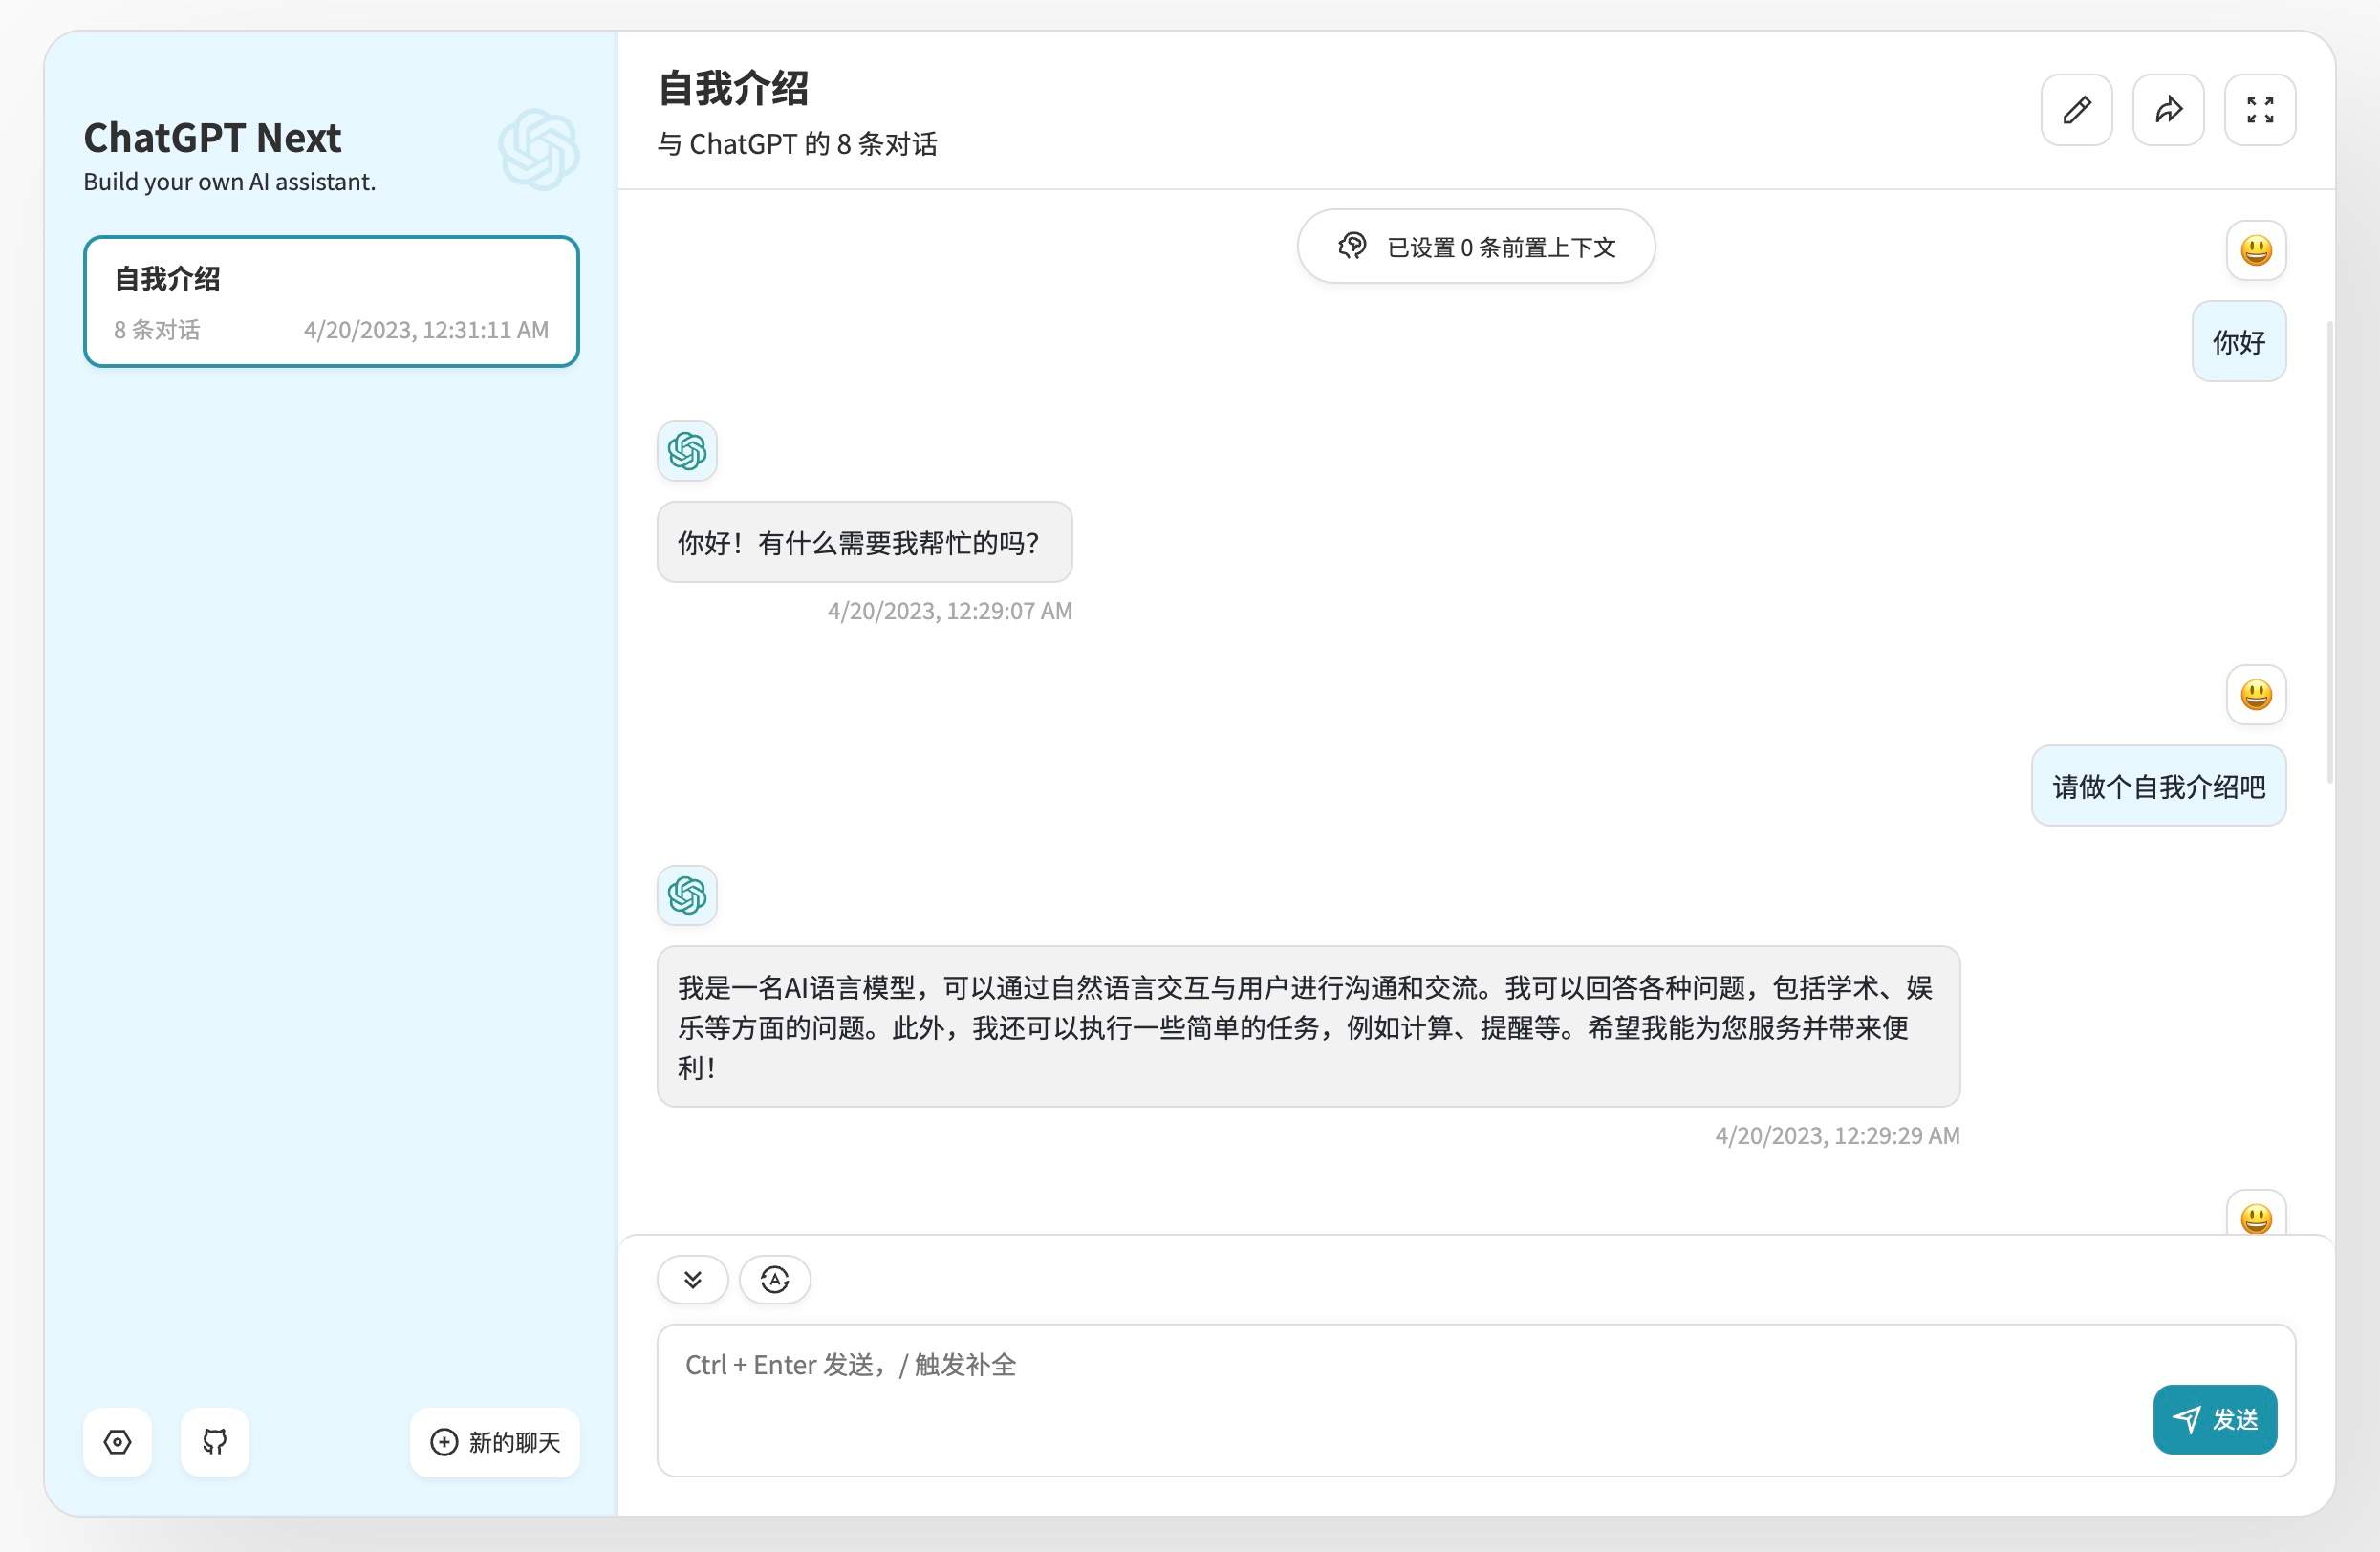 ChatGPT Next
Build your own AI assistant.
自我介绍
8 条对话
4/20/2023, 12:31:11 AM
新的聊天
自我介绍
与 ChatGPT 的 8 条对话
已设置 0 条前置上下文
你好
你好！有什么需要我帮忙的吗？
4/20/2023, 12:29:07 AM
请做个自我介绍吧
我是一名AI语言模型，可以通过自然语言交互与用户进行沟通和交流。我可以回答各种问题，包括学术、娱
乐等方面的问题。此外，我还可以执行一些简单的任务，例如计算、提醒等。希望我能为您服务并带来便
利！
4/20/2023, 12:29:29 AM
Ctrl + Enter 发送，/ 触发补全
发送